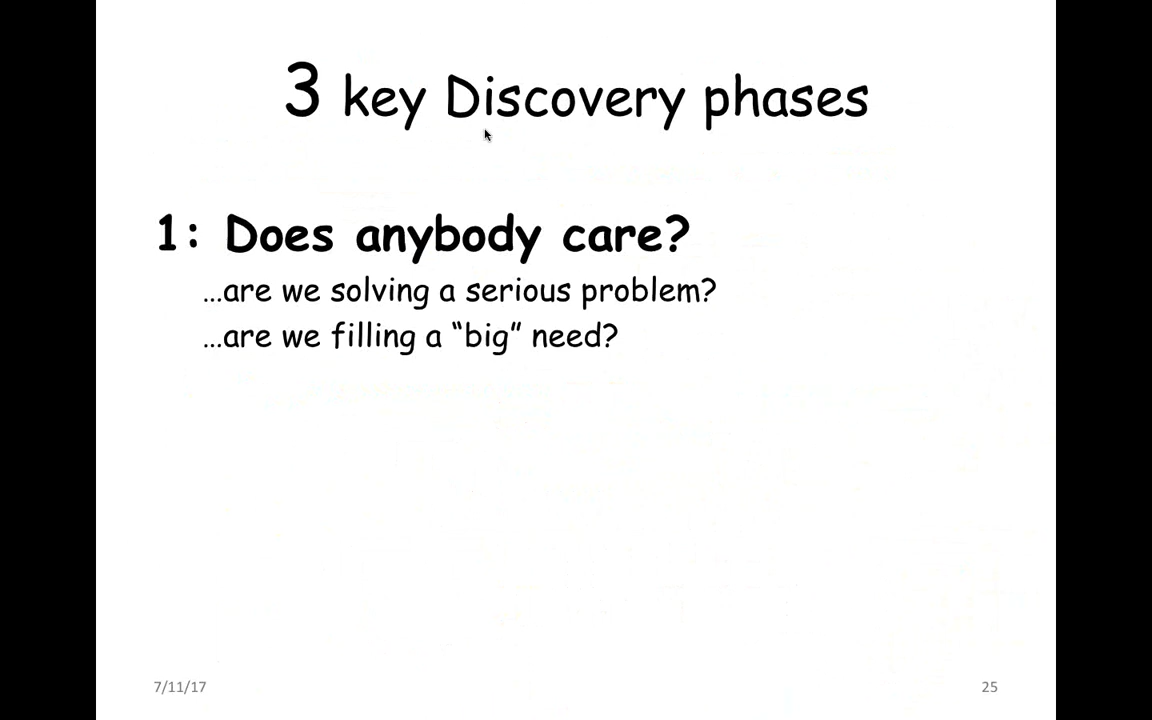 3 key Discovery phases
1: Does anybody care?
…are we solving a serious problem?
…are we filling a “big” need?
7/11/17
25